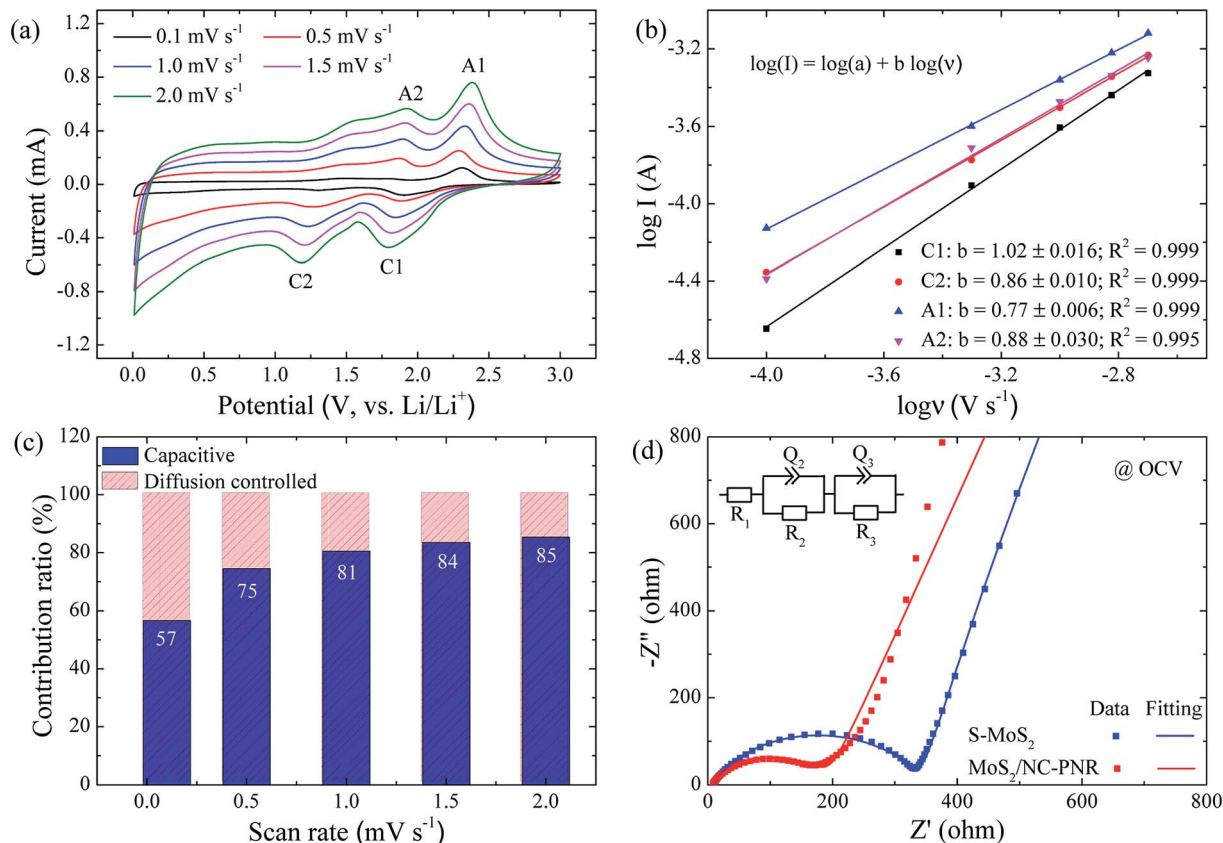 (a)
1.2
0.8
0.4
0.0
-0.4
-0.8
-1.2
Current (mA)
0.1 mV s⁻¹
0.5 mV s⁻¹
1.0 mV s⁻¹
1.5 mV s⁻¹
2.0 mV s⁻¹
A1
A2
C2
C1
0.0 0.5 1.0 1.5 2.0 2.5 3.0
Potential (V, vs. Li/Li⁺)
(b)
-3.2
-3.6
-4.0
-4.4
-4.8
log I (A)
log(I) = log(a) + b log(ν)
C1: b = 1.02 ± 0.016; R² = 0.999
C2: b = 0.86 ± 0.010; R² = 0.999
A1: b = 0.77 ± 0.006; R² = 0.999
A2: b = 0.88 ± 0.030; R² = 0.995
-4.0 -3.6 -3.2 -2.8
logν (V s⁻¹)
(c)
120
100
80
60
40
20
0
Contribution ratio (%)
Capacitive
Diffusion controlled
57
75
81
84
85
0.0 0.5 1.0 1.5 2.0
Scan rate (mV s⁻¹)
(d)
800
600
400
200
0
-Z'' (ohm)
Q₂
Q₃
R₁
R₂
R₃
@ OCV
Data Fitting
S-MoS₂
MoS₂/NC-PNR
0 200 400 600 800
Z' (ohm)